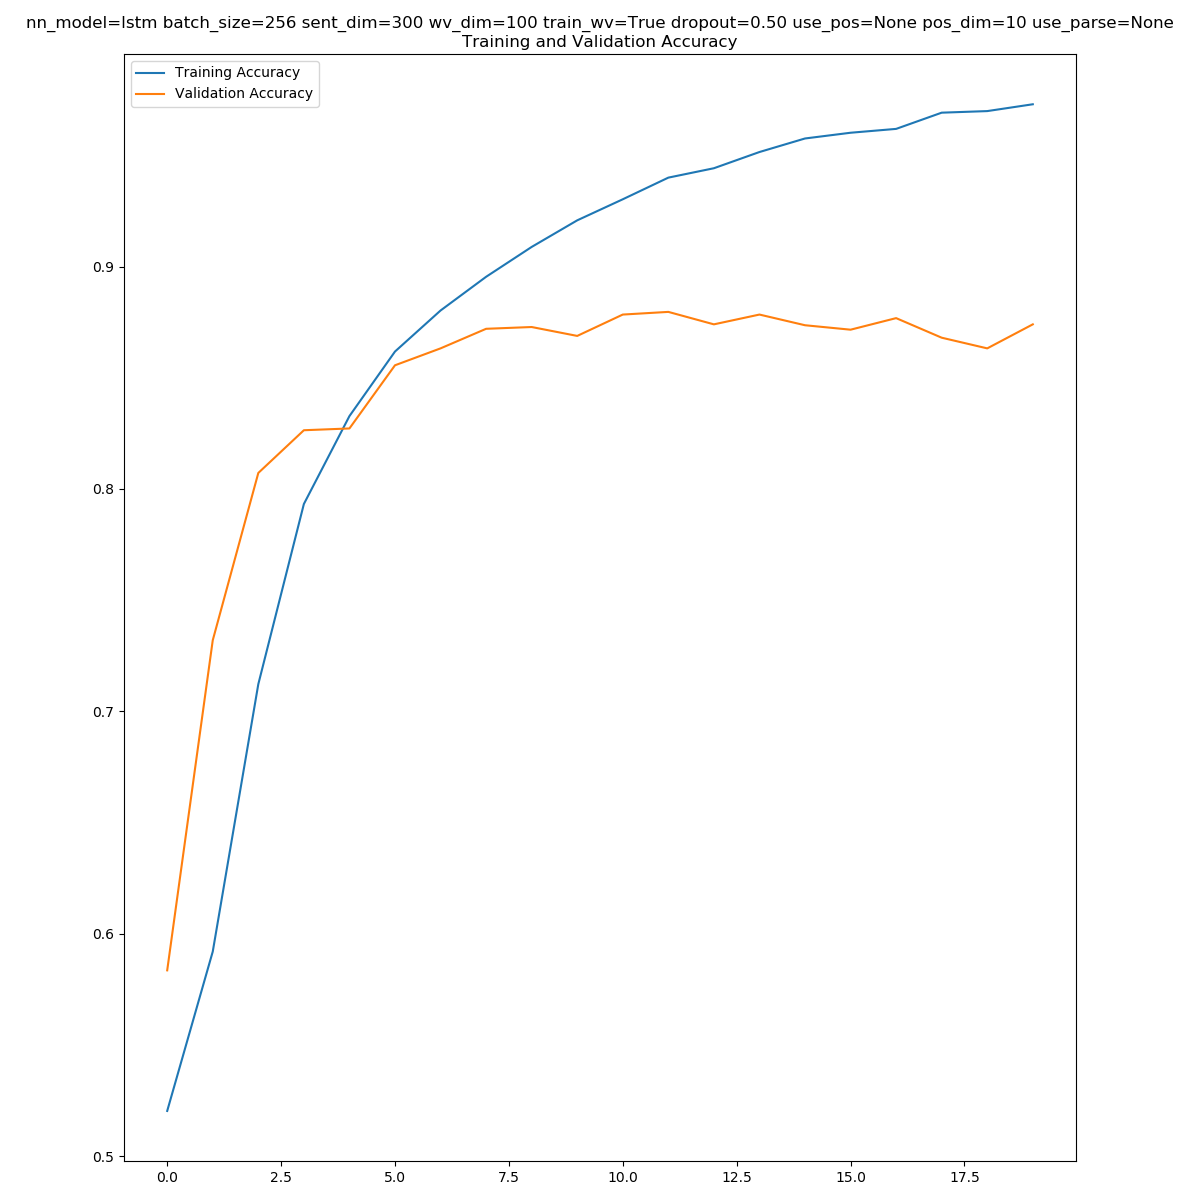 nn_model=lstm batch_size=256 sent_dim=300 wv_dim=100 train_wv=True dropout=0.50 use_pos=None pos_dim=10 use_parse=None
Training and Validation Accuracy
Training Accuracy
Validation Accuracy
0.9
0.8
0.7
0.6
0.5
0.0 2.5 5.0 7.5 10.0 12.5 15.0 17.5